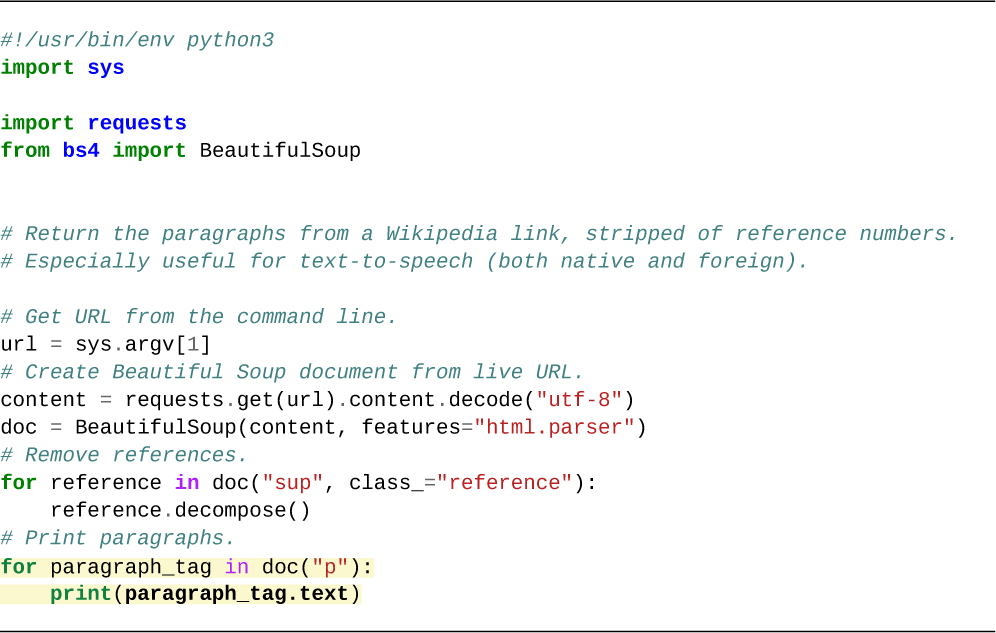 #!/usr/bin/env python3
import sys
import requests
from bs4 import BeautifulSoup
# Return the paragraphs from a Wikipedia link, stripped of reference numbers.
# Especially useful for text-to-speech (both native and foreign).
# Get URL from the command line.
url = sys.argv[1]
# Create Beautiful Soup document from live URL.
content = requests.get(url).content.decode("utf-8")
doc = BeautifulSoup(content, features="html.parser")
# Remove references.
for reference in doc("sup", class_="reference"):
    reference.decompose()
# Print paragraphs.
for paragraph_tag in doc("p"):
    print(paragraph_tag.text)